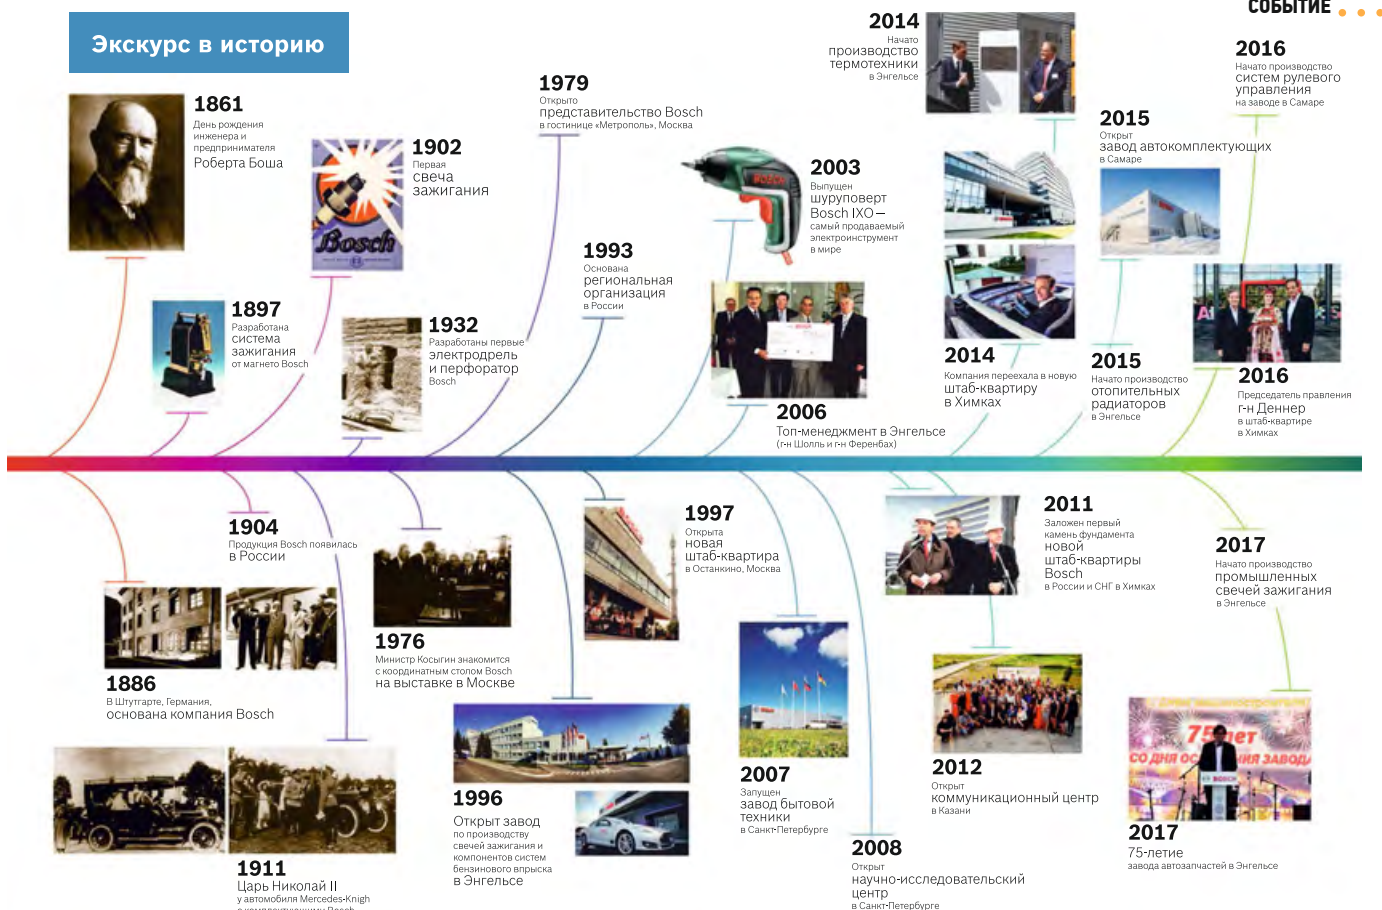 СОБЫТИЕ
Экскурс в историю
1861
День рождения
инженера и
предпринимателя
Роберта Боша
1902
Первая
свеча
зажигания
Bosch
1979
Открыто
представительство Bosch
в гостинице «Метрополь», Москва
2014
Начато
производство
термотехники
в Энгельсе
2016
Начато производство
систем рулевого
управления
на заводе в Самаре
2015
Открыт
завод автокомплектующих
в Самаре
2003
Выпущен
шуруповерт
Bosch IXO —
самый продаваемый
электроинструмент
в мире
BOSCH
1993
Основана
региональная
организация
в России
1897
Разработана
система
зажигания
от магнето Bosch
1932
Разработаны первые
электродрель
и перфоратор
Bosch
2006
Топ-менеджмент в Энгельсе
(г-н Шолль и г-н Ференбах)
2014
Компания переехала в новую
штаб-квартиру
в Химках
2015
Начато производство
отопительных
радиаторов
в Энгельсе
2016
Председатель правления
г-н Деннер
в штаб-квартире
в Химках
1904
Продукция Bosch появилась
в России
1976
Министр Косыгин знакомится
с координатным столом Bosch
на выставке в Москве
1997
Открыта
новая
штаб-квартира
в Останкино, Москва
2011
Заложен первый
камень фундамента
новой
штаб-квартиры
Bosch
в России и СНГ в Химках
2017
Начато производство
промышленных
свечей зажигания
в Энгельсе
1886
В Штутгарте, Германия,
основана компания Bosch
1996
Открыт завод
по производству
свечей зажигания и
компонентов систем
бензинового впрыска
в Энгельсе
2007
Запущен
завод бытовой
техники
в Санкт-Петербурге
2012
Открыт
коммуникационный центр
в Казани
75 лет
СО ДНЯ ОСНОВАНИЯ ЗАВОДА
BOSCH
2017
75-летие
завода автозапчастей в Энгельсе
1911
Царь Николай II
у автомобиля Mercedes-Knigh
2008
Открыт
научно-исследовательский
центр
в Санкт-Петербурге